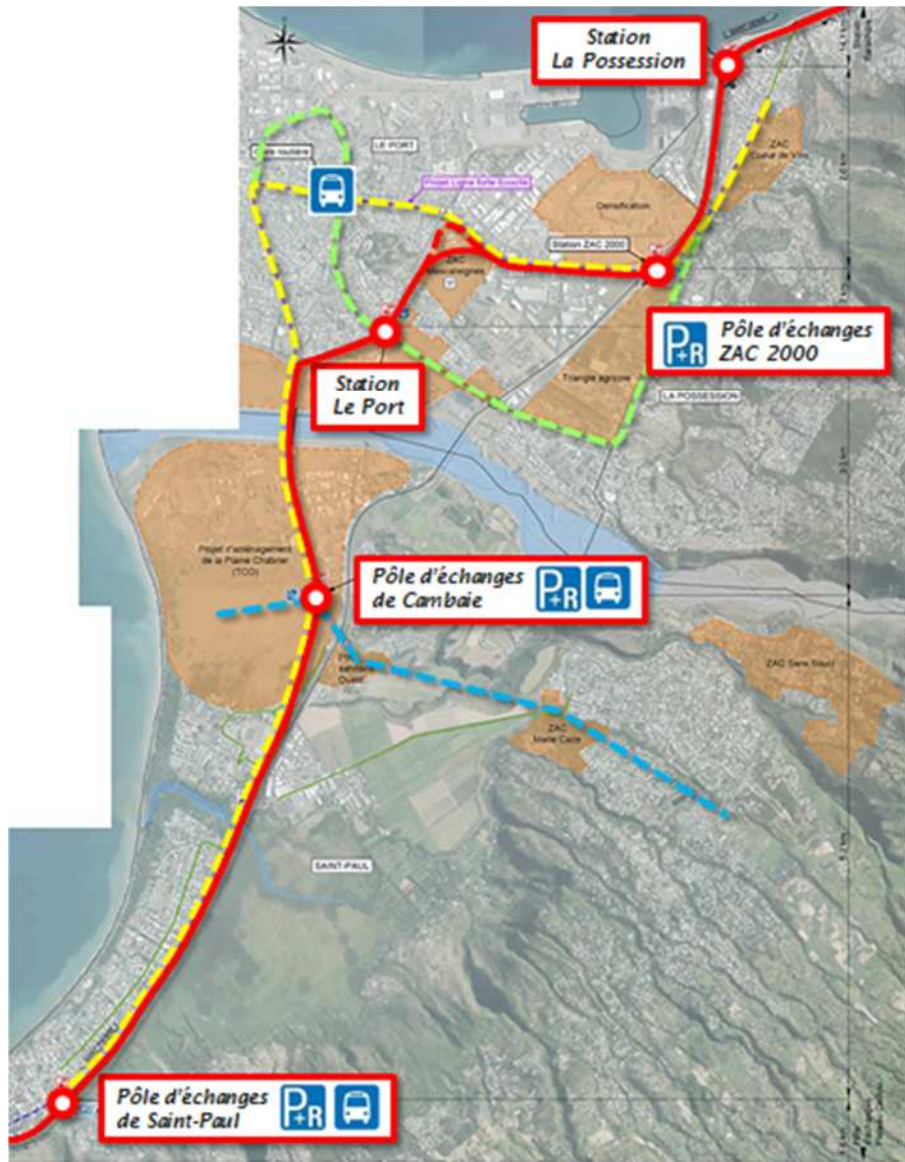 Station
La Possession
LE PORT
ZAC
Coeur de Ville
Densification
Station ZAC 2000
ZAC
P+R
Pôle d'échanges
ZAC 2000
Station
Le Port
Triangle agricole
LA POSSESSION
Projet d'aménagement
de la Plaine Chabrier
(TCO)
Pôle d'échanges
de Cambaie
P+R
ZAC Sans Souci
ZAC
Marie Caze
SAINT-PAUL
Pôle d'échanges
de Saint-Paul
P+R